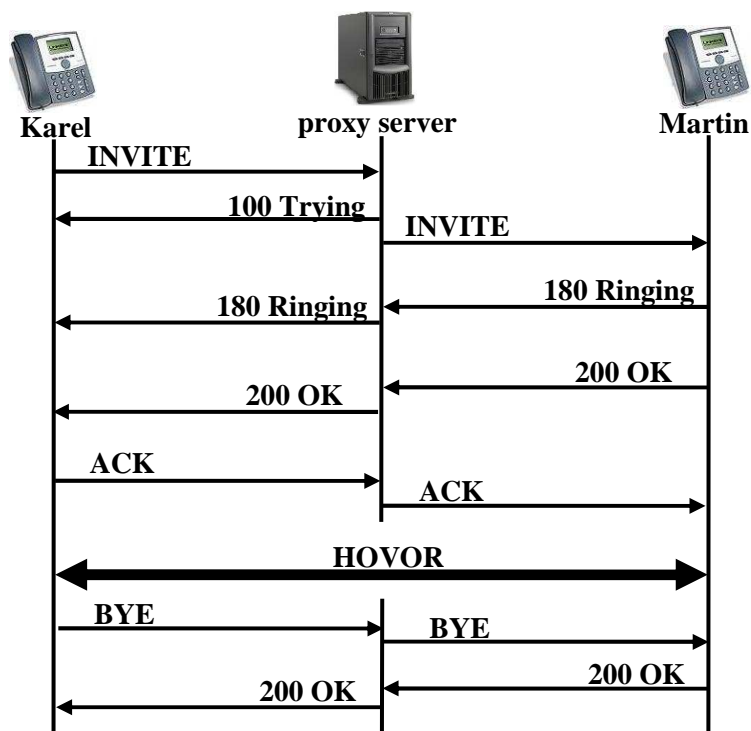 Karel
proxy server
Martin
INVITE
100 Trying
INVITE
180 Ringing
180 Ringing
200 OK
200 OK
ACK
ACK
HOVOR
BYE
BYE
200 OK
200 OK